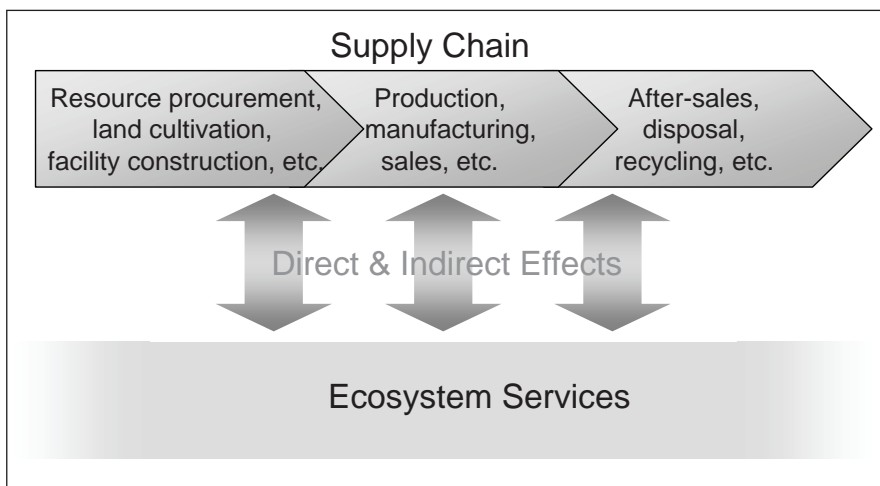 Supply Chain
Resource procurement,
land cultivation,
facility construction, etc.
Production,
manufacturing,
sales, etc.
After-sales,
disposal,
recycling, etc.
Direct & Indirect Effects
Ecosystem Services